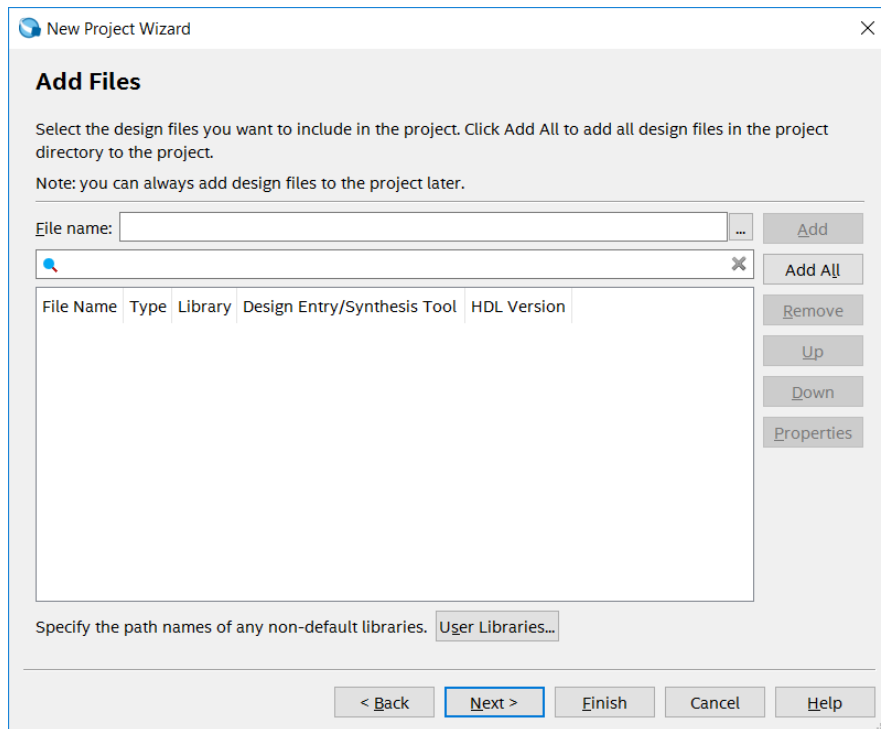 New Project Wizard
Add Files
Select the design files you want to include in the project. Click Add All to add all design files in the project
directory to the project.
Note: you can always add design files to the project later.
File name: ... Add
Add All
File Name Type Library Design Entry/Synthesis Tool HDL Version
Remove
Up
Down
Properties
Specify the path names of any non-default libraries. User Libraries...
< Back Next > Finish Cancel Help